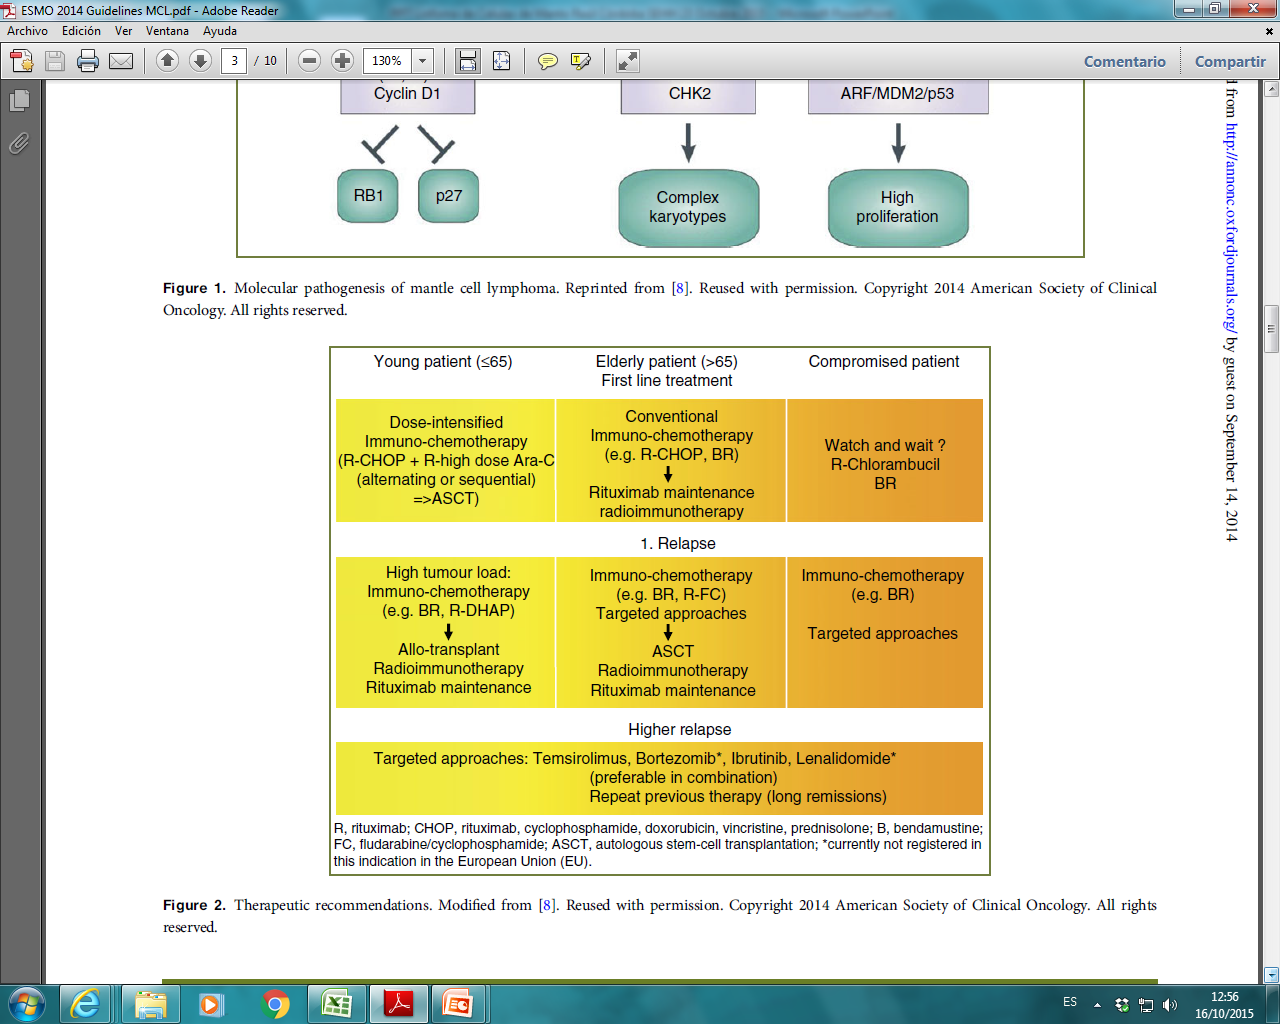 ESMO 2014 Guidelines MCL.pdf - Adobe Reader
Archivo Edición Ver Ventana Ayuda
3 / 10 130% Comentario Compartir
Cyclin D1 CHK2 ARF/MDM2/p53
RB1 p27
Complex
karyotypes
High
proliferation
Figure 1. Molecular pathogenesis of mantle cell lymphoma. Reprinted from [8]. Reused with permission. Copyright 2014 American Society of Clinical
Oncology. All rights reserved.
from http://annonc.oxfordjournals.org/ by guest on September 14, 2014
Young patient (≤65)
Elderly patient (>65)
First line treatment
Compromised patient
Dose-intensified
Immuno-chemotherapy
(R-CHOP + R-high dose Ara-C
(alternating or sequential)
=>ASCT)
Conventional
Immuno-chemotherapy
(e.g. R-CHOP, BR)
Rituximab maintenance
radioimmunotherapy
Watch and wait ?
R-Chlorambucil
BR
1. Relapse
High tumour load:
Immuno-chemotherapy
(e.g. BR, R-DHAP)
Allo-transplant
Radioimmunotherapy
Rituximab maintenance
Immuno-chemotherapy
(e.g. BR, R-FC)
Targeted approaches
ASCT
Radioimmunotherapy
Rituximab maintenance
Immuno-chemotherapy
(e.g. BR)
Targeted approaches
Higher relapse
Targeted approaches: Temsirolimus, Bortezomib*, Ibrutinib, Lenalidomide*
(preferable in combination)
Repeat previous therapy (long remissions)
R, rituximab; CHOP, rituximab, cyclophosphamide, doxorubicin, vincristine, prednisolone; B, bendamustine;
FC, fludarabine/cyclophosphamide; ASCT, autologous stem-cell transplantation; *currently not registered in
this indication in the European Union (EU).
Figure 2. Therapeutic recommendations. Modified from [8]. Reused with permission. Copyright 2014 American Society of Clinical Oncology. All rights
reserved.
ES
12:56
16/10/2015